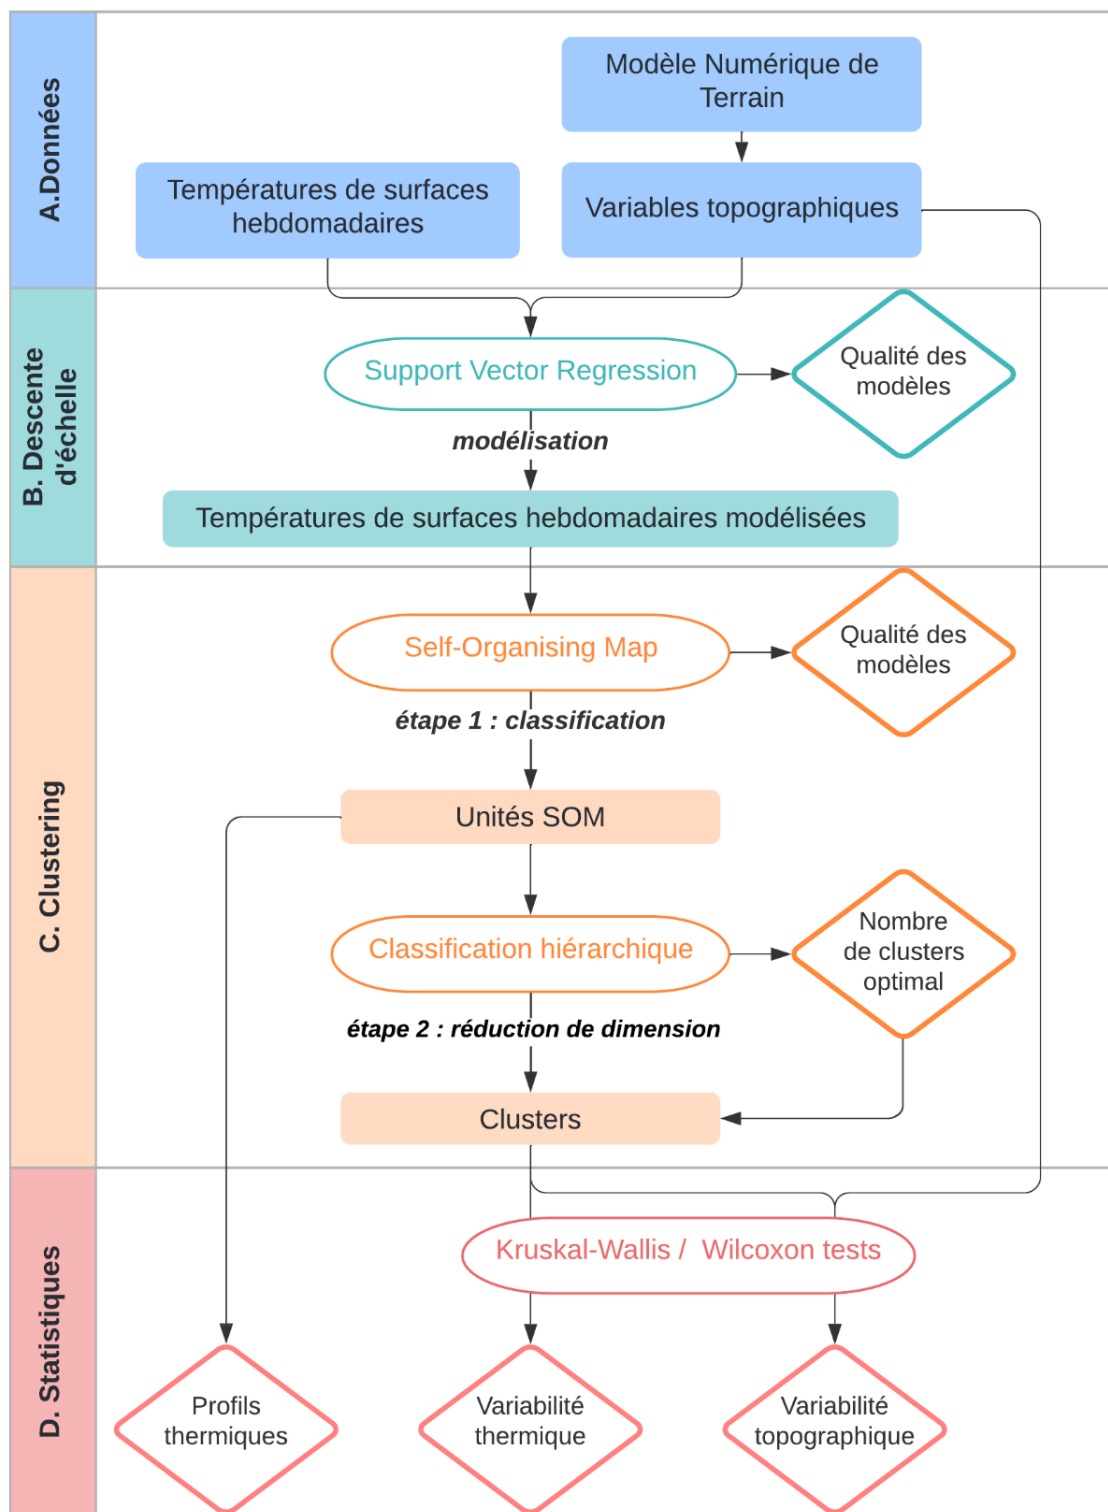 A.Données
Modèle Numérique de
Terrain
Températures de surfaces
hebdomadaires
Variables topographiques
B. Descente
d'échelle
Support Vector Regression
Qualité des
modèles
modélisation
Températures de surfaces hebdomadaires modélisées
C. Clustering
Self-Organising Map
Qualité des
modèles
étape 1 : classification
Unités SOM
Classification hiérarchique
Nombre
de clusters
optimal
étape 2 : réduction de dimension
Clusters
D. Statistiques
Kruskal-Wallis / Wilcoxon tests
Profils
thermiques
Variabilité
thermique
Variabilité
topographique